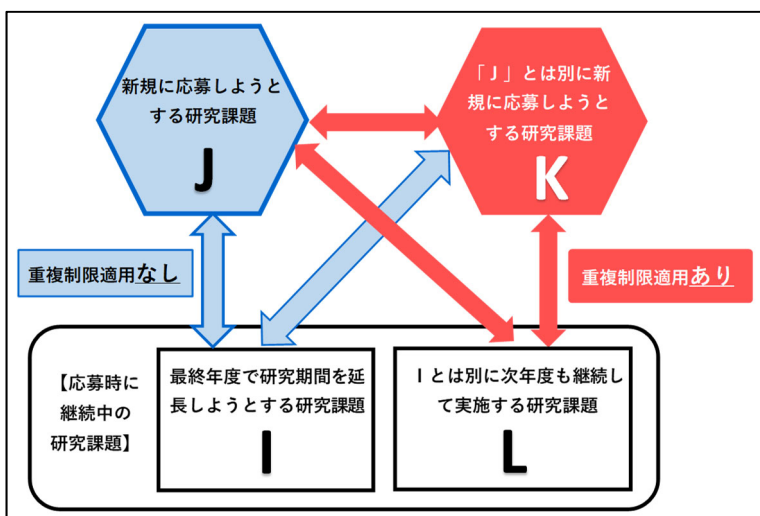 新規に応募しようと
する研究課題
J
「J」とは別に新
規に応募しようと
する研究課題
K
重複制限適用なし
重複制限適用あり
【応募時に
継続中の
研究課題】
最終年度で研究期間を延
長しようとする研究課題
I
Iとは別に次年度も継続し
て実施する研究課題
L